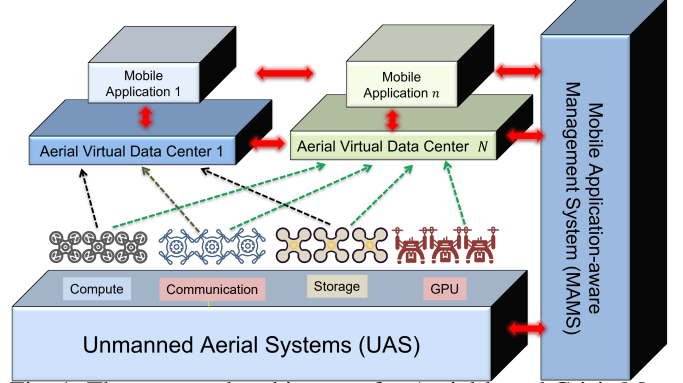 Mobile
Application 1
Mobile
Application n
Aerial Virtual Data Center 1
Aerial Virtual Data Center N
Mobile Application-aware
Management System (MAMS)
Compute
Communication
Storage
GPU
Unmanned Aerial Systems (UAS)